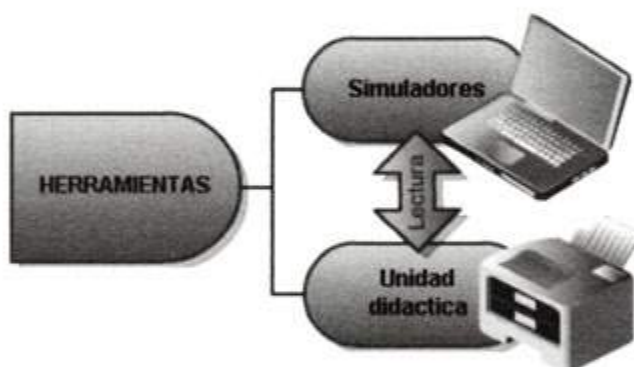 Simuladores
HERRAMIENTAS
Lectura
Unidad
didactica